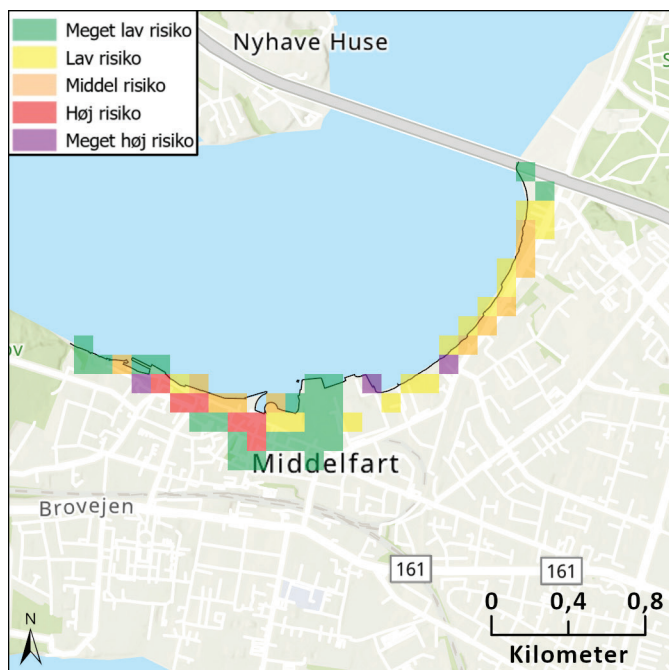 Meget lav risiko
Lav risiko
Middel risiko
Høj risiko
Meget høj risiko
Nyhave Huse
S
ov
Middelfart
Brovejen
161
161
N
0
0,4
0,8
Kilometer